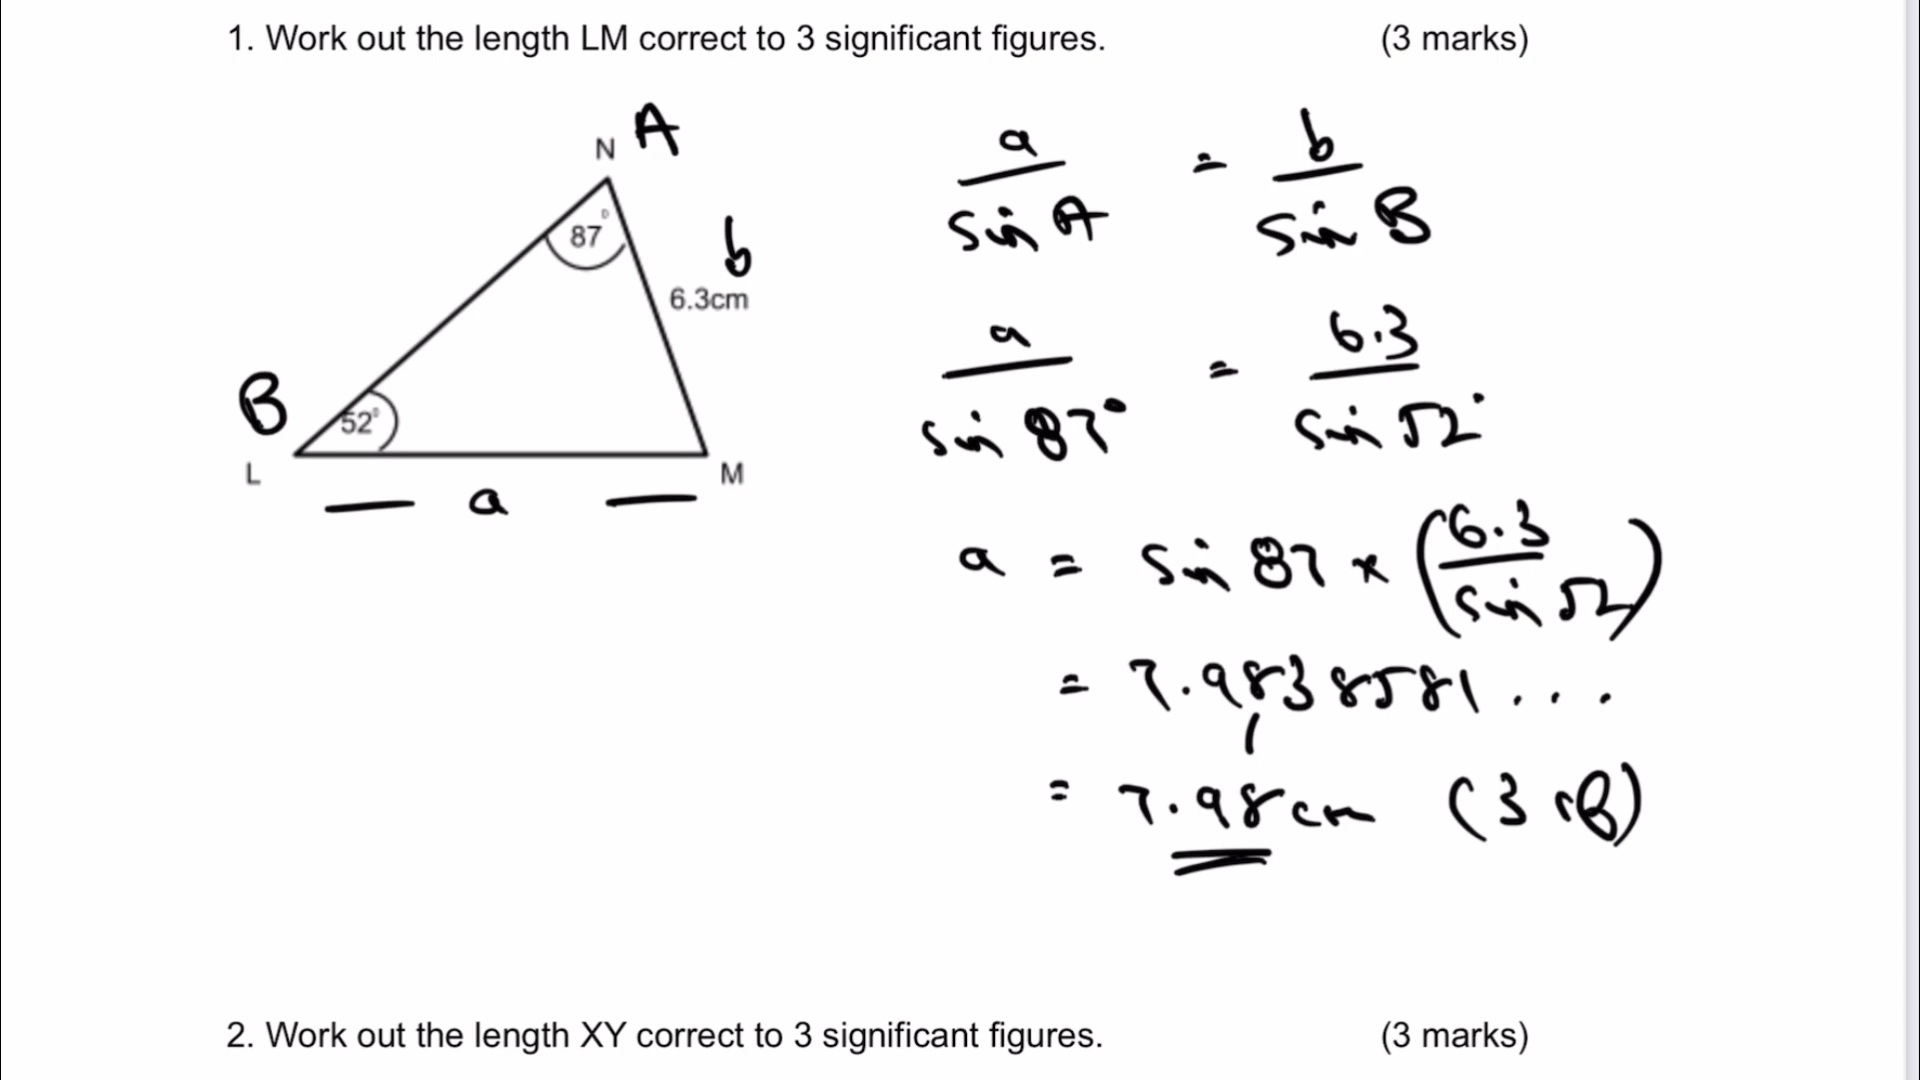 1. Work out the length LM correct to 3 significant figures. (3 marks)
N A
87°
b
6.3cm
B
52°
L M
a
a / sin A = b / sin B
a / sin 87° = 6.3 / sin 52°
a = sin 87 × (6.3 / sin 52)
= 7.9838581...
= 7.98cm (3 sf)
2. Work out the length XY correct to 3 significant figures. (3 marks)